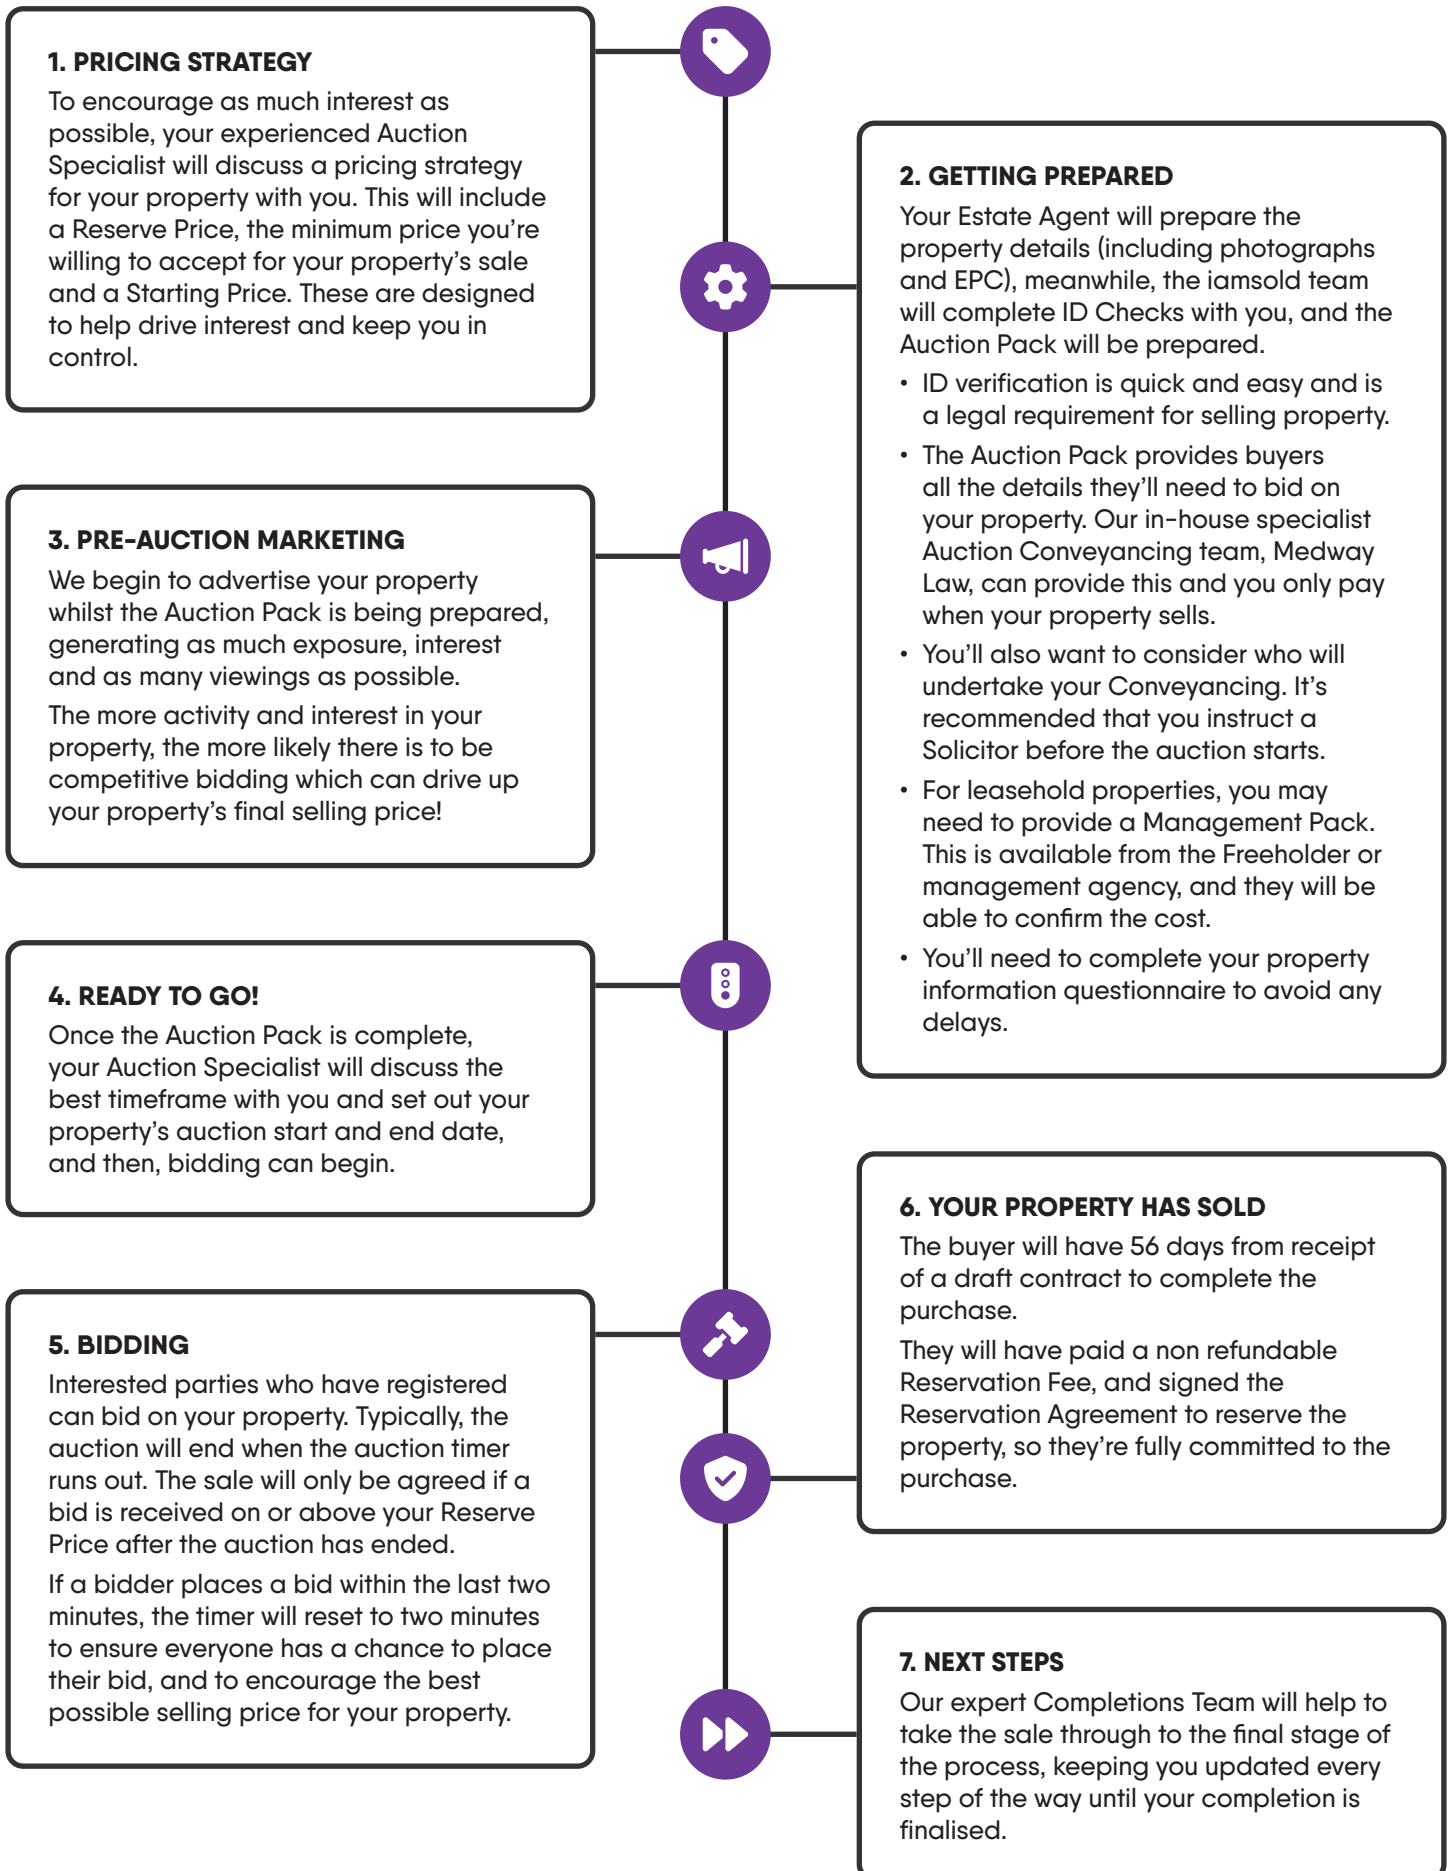 1. PRICING STRATEGY
To encourage as much interest as
possible, your experienced Auction
Specialist will discuss a pricing strategy
for your property with you. This will include
a Reserve Price, the minimum price you're
willing to accept for your property's sale
and a Starting Price. These are designed
to help drive interest and keep you in
control.
2. GETTING PREPARED
Your Estate Agent will prepare the
property details (including photographs
and EPC), meanwhile, the iamsold team
will complete ID Checks with you, and the
Auction Pack will be prepared.
• ID verification is quick and easy and is
a legal requirement for selling property.
• The Auction Pack provides buyers
all the details they'll need to bid on
your property. Our in-house specialist
Auction Conveyancing team, Medway
Law, can provide this and you only pay
when your property sells.
• You'll also want to consider who will
undertake your Conveyancing. It's
recommended that you instruct a
Solicitor before the auction starts.
• For leasehold properties, you may
need to provide a Management Pack.
This is available from the Freeholder or
management agency, and they will be
able to confirm the cost.
• You'll need to complete your property
information questionnaire to avoid any
delays.
3. PRE-AUCTION MARKETING
We begin to advertise your property
whilst the Auction Pack is being prepared,
generating as much exposure, interest
and as many viewings as possible.
The more activity and interest in your
property, the more likely there is to be
competitive bidding which can drive up
your property's final selling price!
4. READY TO GO!
Once the Auction Pack is complete,
your Auction Specialist will discuss the
best timeframe with you and set out your
property's auction start and end date,
and then, bidding can begin.
5. BIDDING
Interested parties who have registered
can bid on your property. Typically, the
auction will end when the auction timer
runs out. The sale will only be agreed if a
bid is received on or above your Reserve
Price after the auction has ended.
If a bidder places a bid within the last two
minutes, the timer will reset to two minutes
to ensure everyone has a chance to place
their bid, and to encourage the best
possible selling price for your property.
6. YOUR PROPERTY HAS SOLD
The buyer will have 56 days from receipt
of a draft contract to complete the
purchase.
They will have paid a non refundable
Reservation Fee, and signed the
Reservation Agreement to reserve the
property, so they're fully committed to the
purchase.
7. NEXT STEPS
Our expert Completions Team will help to
take the sale through to the final stage of
the process, keeping you updated every
step of the way until your completion is
finalised.